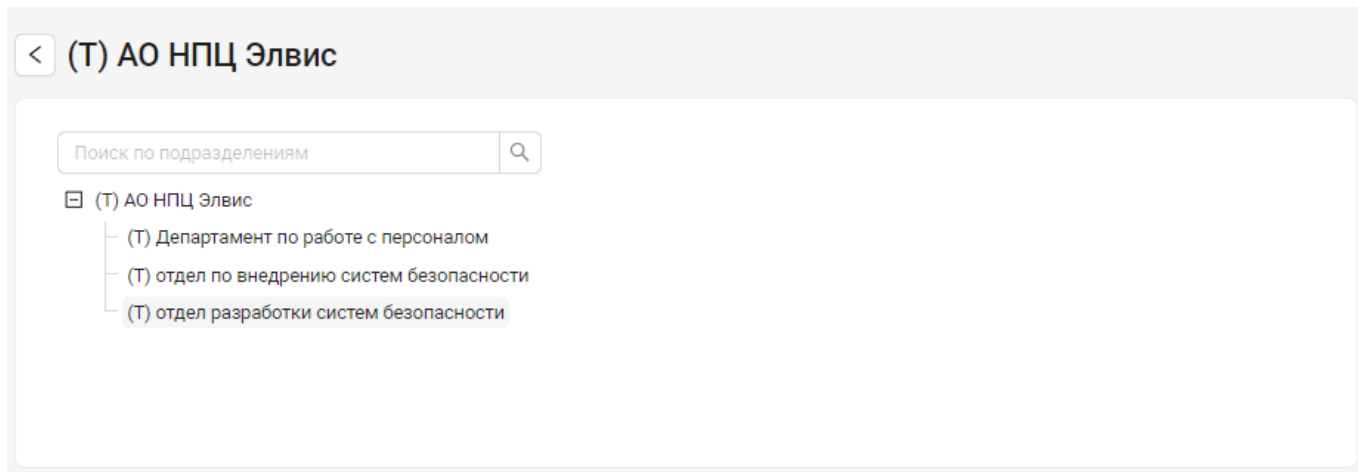 (Т) АО НПЦ Элвис
Поиск по подразделениям
(Т) АО НПЦ Элвис
(Т) Департамент по работе с персоналом
(Т) отдел по внедрению систем безопасности
(Т) отдел разработки систем безопасности